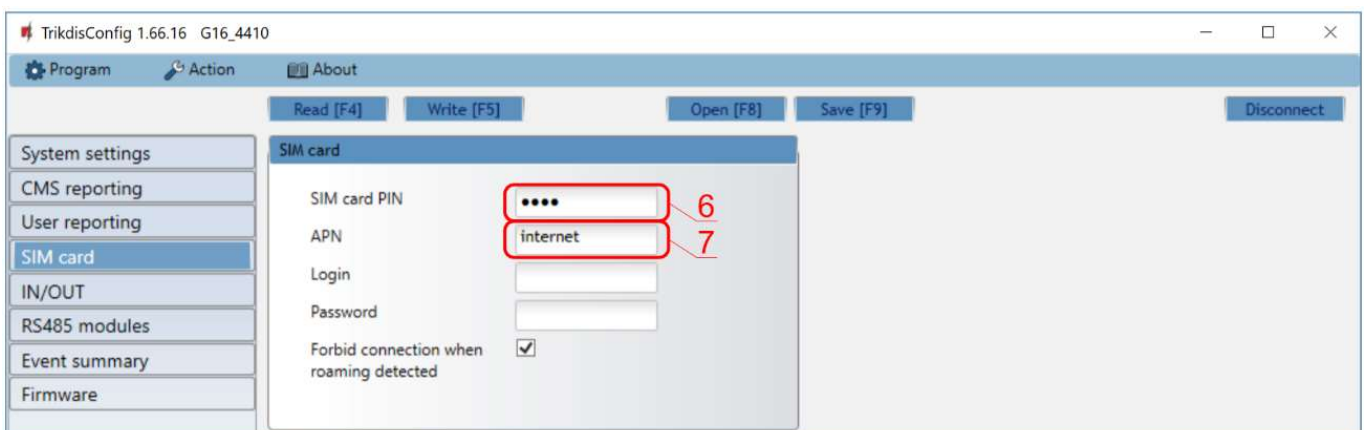 TrikdisConfig 1.66.16 G16_4410
Program Action About
Read [F4] Write [F5] Open [F8] Save [F9] Disconnect
System settings
CMS reporting
User reporting
SIM card
IN/OUT
RS485 modules
Event summary
Firmware
SIM card
SIM card PIN •••• 6
APN internet 7
Login
Password
Forbid connection when
roaming detected